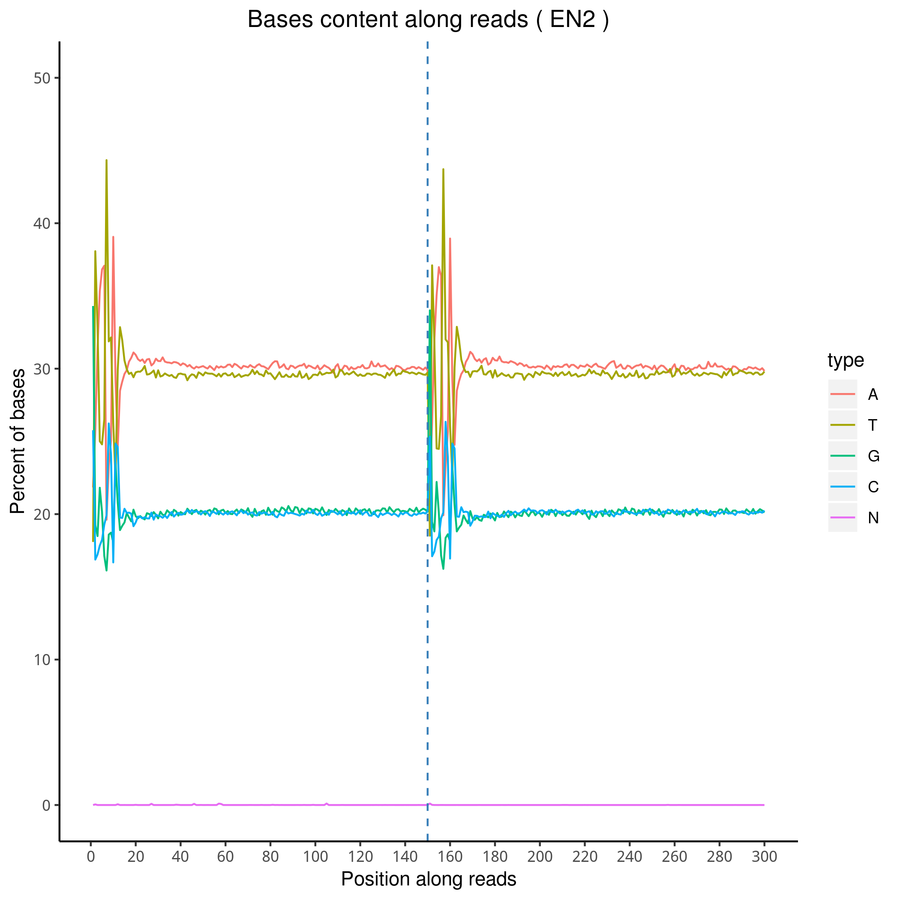 Bases content along reads ( EN2 )
Percent of bases
50
40
30
20
10
0
0 20 40 60 80 100 120 140 160 180 200 220 240 260 280 300
Position along reads
type
A
T
G
C
N